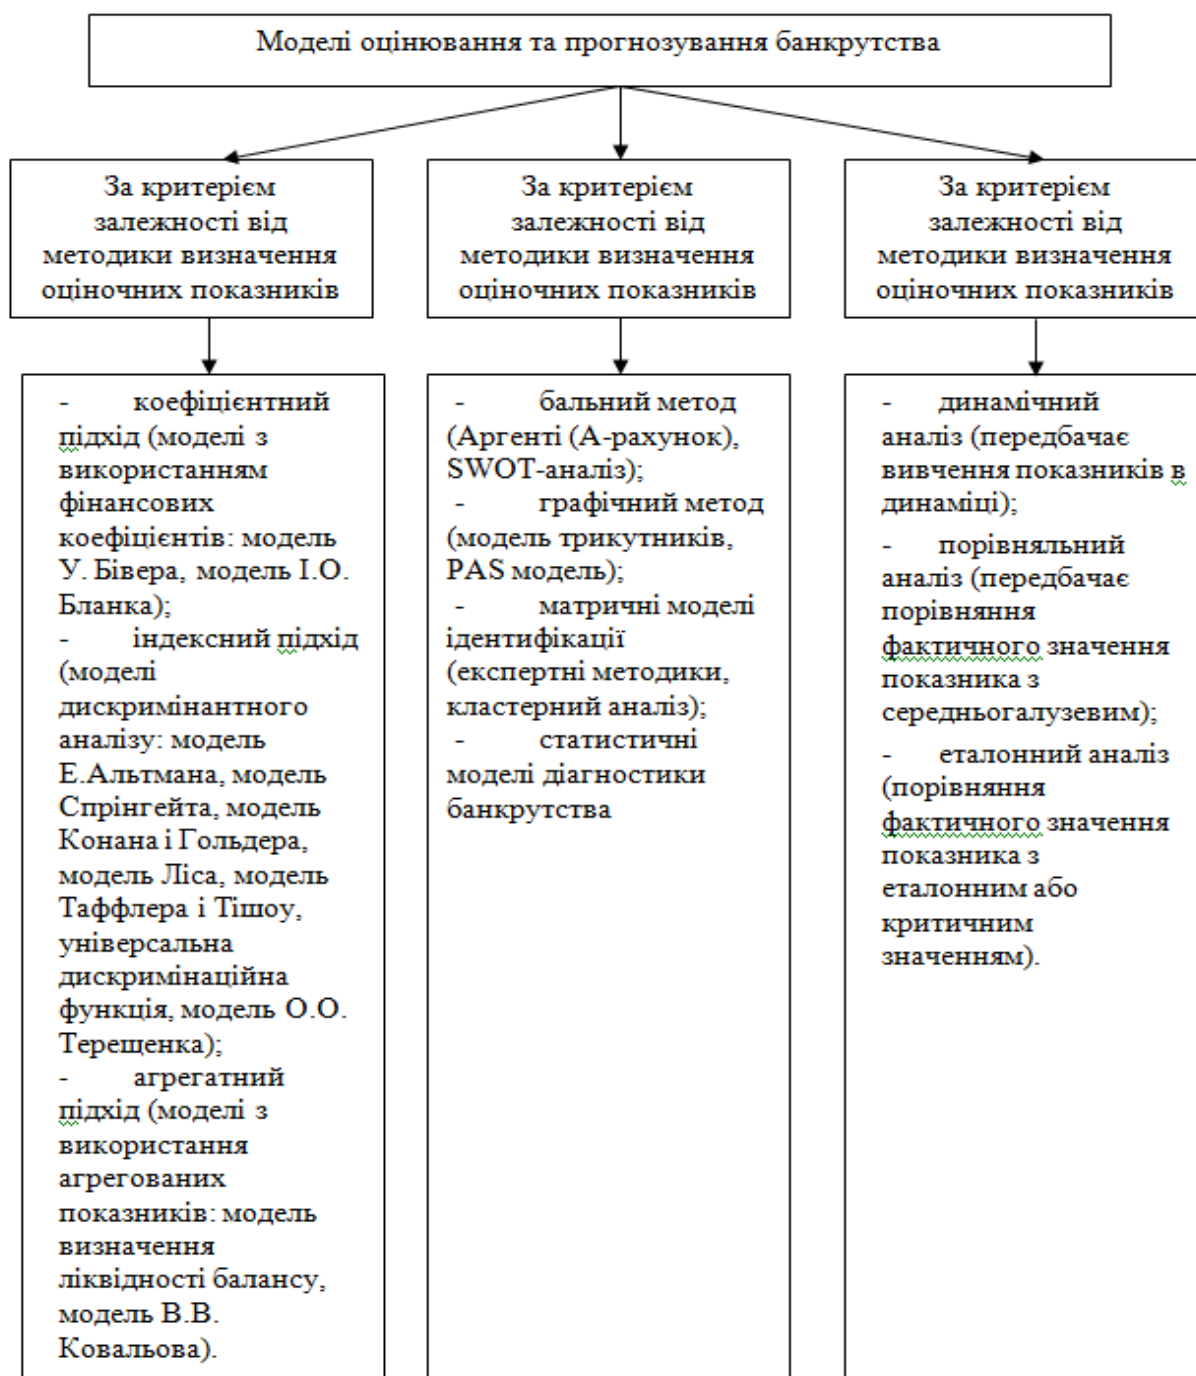 Моделі оцінювання та прогнозування банкрутства
За критерієм
залежності від
методики визначення
оціночних показників
За критерієм
залежності від
методики визначення
оціночних показників
За критерієм
залежності від
методики визначення
оціночних показників
- коефіцієнтний
підхід (моделі з
використанням
фінансових
коефіцієнтів: модель
У. Бівера, модель І.О.
Бланка);
- індексний підхід
(моделі
дискримінантного
аналізу: модель
Е.Альтмана, модель
Спрінгейта, модель
Конана і Гольдера,
модель Ліса, модель
Таффлера і Тішоу,
універсальна
дискримінаційна
функція, модель О.О.
Терещенка);
- агрегатний
підхід (моделі з
використання
агрегованих
показників: модель
визначення
ліквідності балансу,
модель В.В.
Ковальова).
- бальний метод
(Аргенті (А-рахунок),
SWOT-аналіз);
- графічний метод
(модель трикутників,
PAS модель);
- матричні моделі
ідентифікації
(експертні методики,
кластерний аналіз);
- статистичні
моделі діагностики
банкрутства
- динамічний
аналіз (передбачає
вивчення показників в
динаміці);
- порівняльний
аналіз (передбачає
порівняння
фактичного значення
показника з
середньогалузевим);
- еталонний аналіз
(порівняння
фактичного значення
показника з
еталонним або
критичним
значенням).